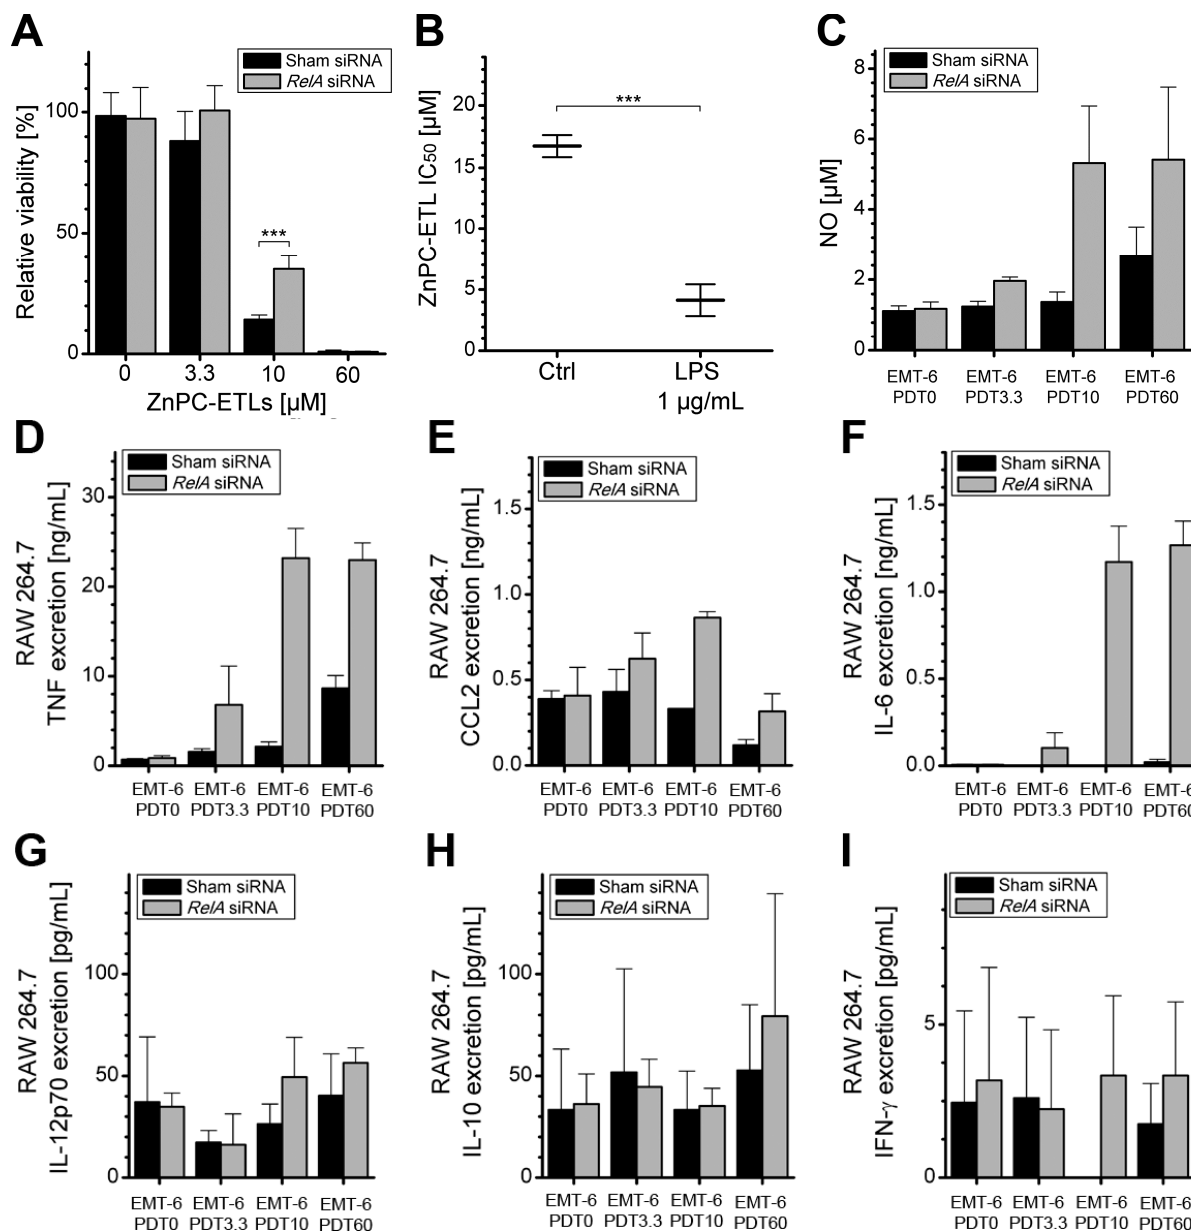 A
Sham siRNA
RelA siRNA
Relative viability [%]
100
50
0
***
0 3.3 10 60
ZnPC-ETLs [µM]
B
ZnPC-ETL IC50 [µM]
20
15
10
5
0
***
Ctrl LPS
1 µg/mL
C
Sham siRNA
RelA siRNA
NO [µM]
8
6
4
2
0
EMT-6 EMT-6 EMT-6 EMT-6
PDT0 PDT3.3 PDT10 PDT60
D
Sham siRNA
RelA siRNA
RAW 264.7
TNF excretion [ng/mL]
30
20
10
0
EMT-6 EMT-6 EMT-6 EMT-6
PDT0 PDT3.3 PDT10 PDT60
E
Sham siRNA
RelA siRNA
RAW 264.7
CCL2 excretion [ng/mL]
1.5
1.0
0.5
0.0
EMT-6 EMT-6 EMT-6 EMT-6
PDT0 PDT3.3 PDT10 PDT60
F
Sham siRNA
RelA siRNA
RAW 264.7
IL-6 excretion [ng/mL]
1.5
1.0
0.5
0.0
EMT-6 EMT-6 EMT-6 EMT-6
PDT0 PDT3.3 PDT10 PDT60
G
Sham siRNA
RelA siRNA
RAW 264.7
IL-12p70 excretion [pg/mL]
100
50
0
EMT-6 EMT-6 EMT-6 EMT-6
PDT0 PDT3.3 PDT10 PDT60
H
Sham siRNA
RelA siRNA
RAW 264.7
IL-10 excretion [pg/mL]
100
50
0
EMT-6 EMT-6 EMT-6 EMT-6
PDT0 PDT3.3 PDT10 PDT60
I
Sham siRNA
RelA siRNA
RAW 264.7
IFN-γ excretion [pg/mL]
5
0
EMT-6 EMT-6 EMT-6 EMT-6
PDT0 PDT3.3 PDT10 PDT60